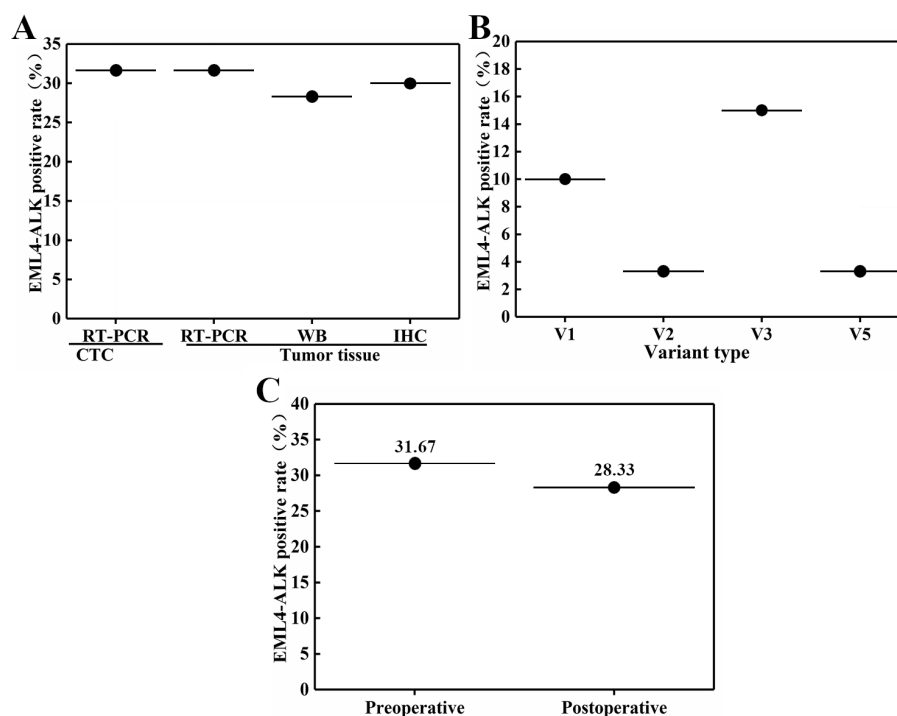 A
EML4-ALK positive rate（%）
35
30
25
20
15
10
5
0
RT-PCR RT-PCR WB IHC
CTC Tumor tissue
B
EML4-ALK positive rate（%）
20
18
16
14
12
10
8
6
4
2
0
V1 V2 V3 V5
Variant type
C
EML4-ALK positive rate（%）
40
35
30
25
20
15
10
5
0
31.67
28.33
Preoperative Postoperative